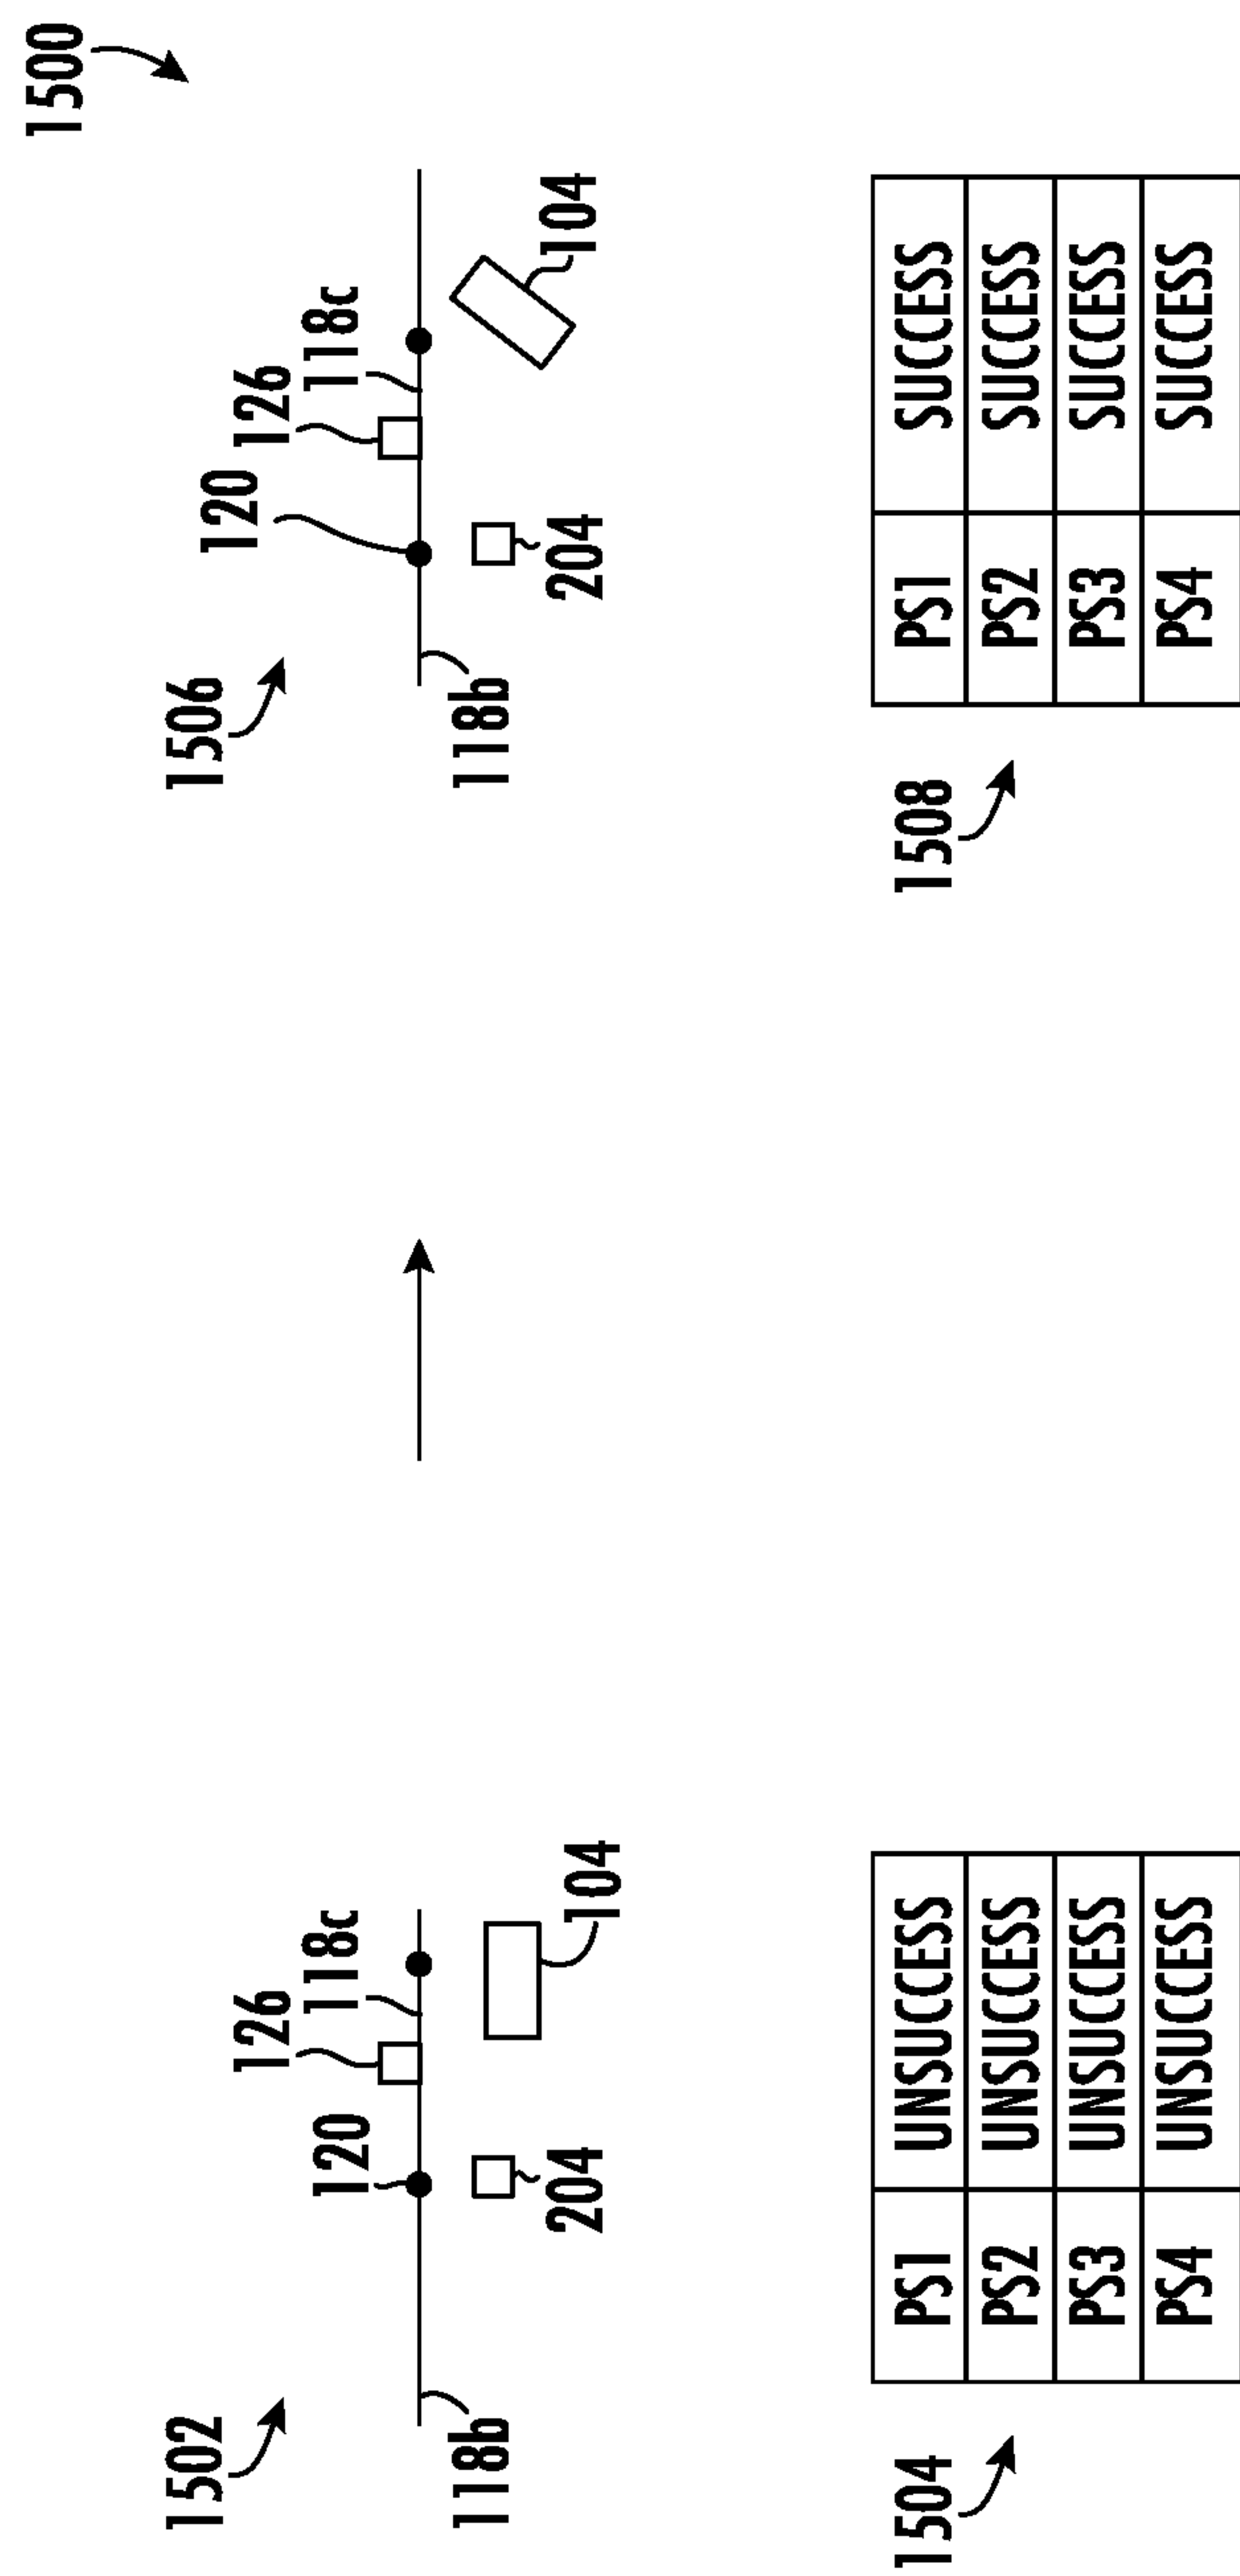 1500
1502
126
118c
120
204
104
118b
1506
126
118c
120
204
104
118b
1504
PS1 UNSUCCESS
PS2 UNSUCCESS
PS3 UNSUCCESS
PS4 UNSUCCESS
1508
PS1 SUCCESS
PS2 SUCCESS
PS3 SUCCESS
PS4 SUCCESS